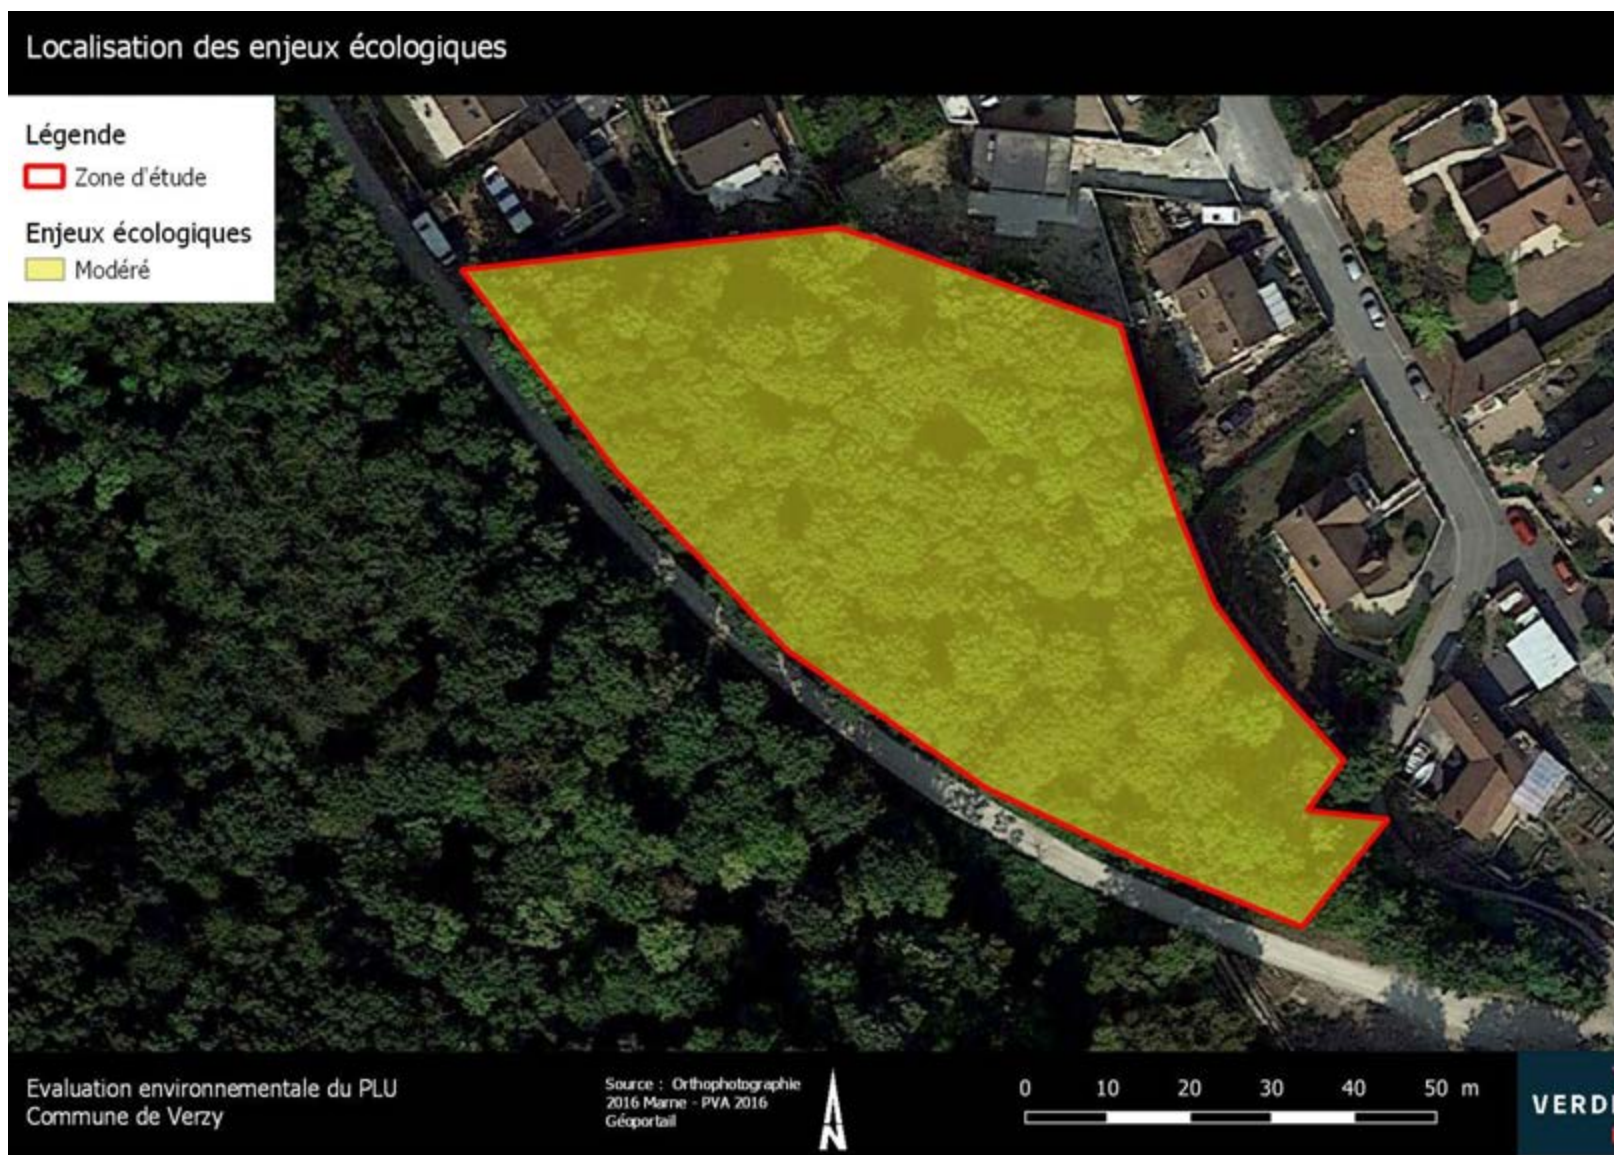 Localisation des enjeux écologiques
Légende
Zone d'étude
Enjeux écologiques
Modéré
Evaluation environnementale du PLU
Commune de Verzy
Source : Orthophotographie
2016 Marne - PVA 2016
Géoportail
N
0 10 20 30 40 50 m